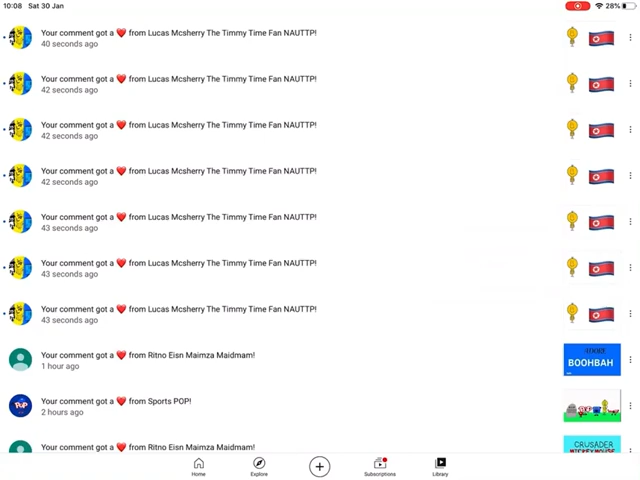 10:08 Sat 30 Jan 28%
Your comment got a ❤️ from Lucas Mcsherry The Timmy Time Fan NAUTTP!
40 seconds ago
Your comment got a ❤️ from Lucas Mcsherry The Timmy Time Fan NAUTTP!
42 seconds ago
Your comment got a ❤️ from Lucas Mcsherry The Timmy Time Fan NAUTTP!
42 seconds ago
Your comment got a ❤️ from Lucas Mcsherry The Timmy Time Fan NAUTTP!
42 seconds ago
Your comment got a ❤️ from Lucas Mcsherry The Timmy Time Fan NAUTTP!
43 seconds ago
Your comment got a ❤️ from Lucas Mcsherry The Timmy Time Fan NAUTTP!
43 seconds ago
Your comment got a ❤️ from Lucas Mcsherry The Timmy Time Fan NAUTTP!
43 seconds ago
Your comment got a ❤️ from Ritno Eisn Maimza Maidmam!
1 hour ago
BOOHBAH
Your comment got a ❤️ from Sports POP!
2 hours ago
POP
Your comment got a ❤️ from Ritno Eisn Maimza Maidmam!
CRUSADER
MICKEY MOUSE
Home Explore Subscriptions Library